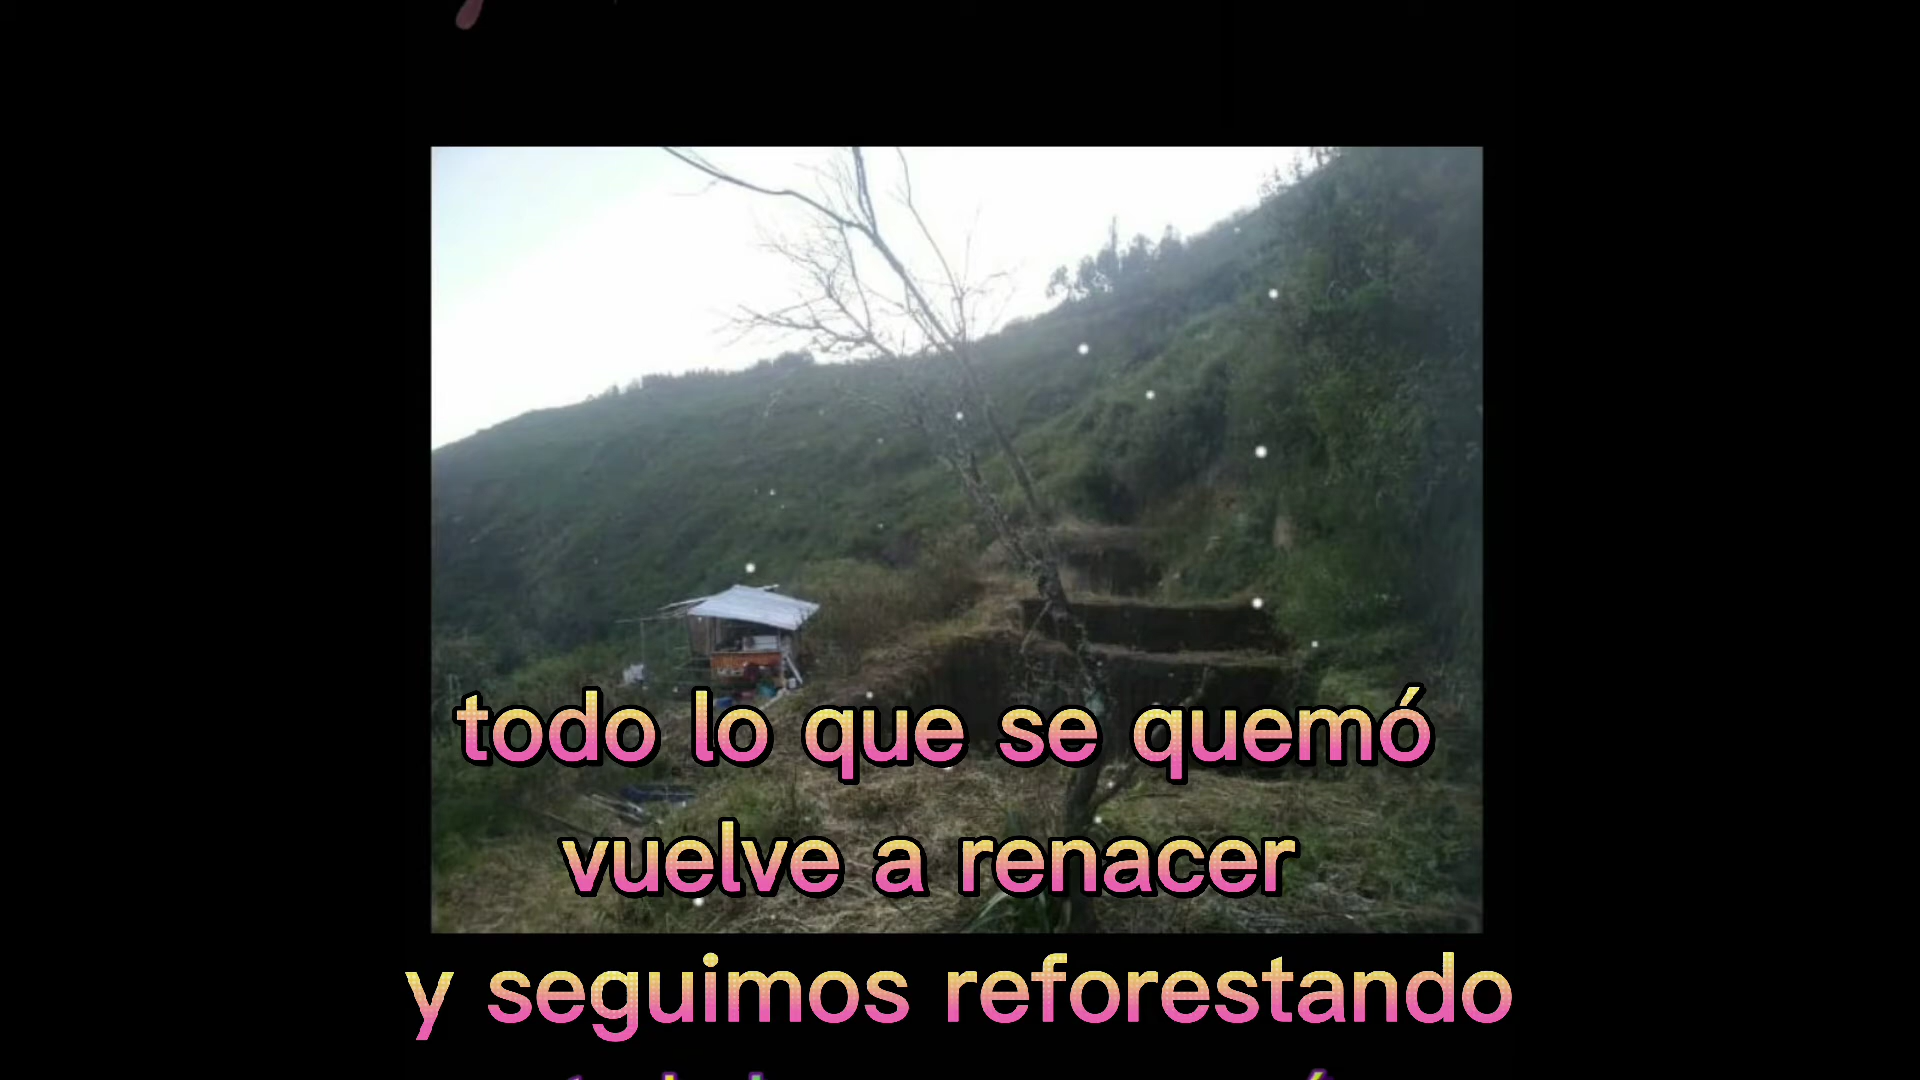 todo lo que se quemó
vuelve a renacer
y seguimos reforestando